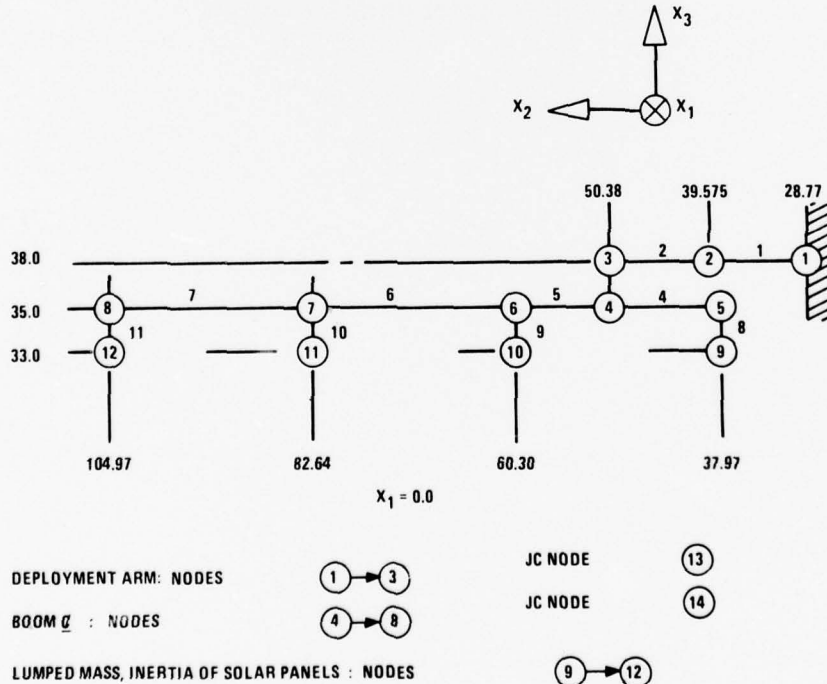 X3
X2 X1
50.38 39.575 28.77
38.0 3 2 2 1 1
35.0 8 7 7 6 6 5 4 4 5
11 10 9 8
33.0 12 11 10 9
104.97 82.64 60.30 37.97
X1 = 0.0
DEPLOYMENT ARM: NODES 1 3
JC NODE 13
BOOM ℄ : NODES 4 8
JC NODE 14
LUMPED MASS, INERTIA OF SOLAR PANELS : NODES 9 12